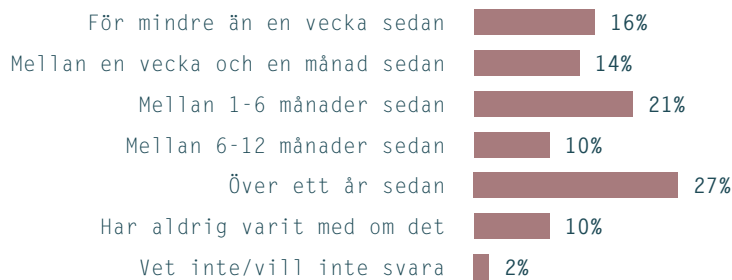 För mindre än en vecka sedan 16%
Mellan en vecka och en månad sedan 14%
Mellan 1-6 månader sedan 21%
Mellan 6-12 månader sedan 10%
Över ett år sedan 27%
Har aldrig varit med om det 10%
Vet inte/vill inte svara 2%